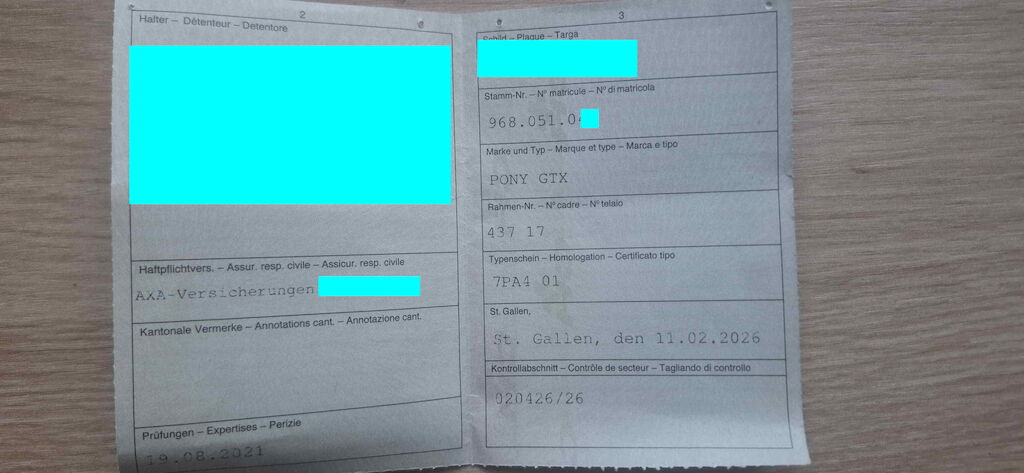 2
Halter – Détenteur – Detentore
Haftpflichtvers. – Assur. resp. civile – Assicur. resp. civile
AXA-Versicherungen
Kantonale Vermerke – Annotations cant. – Annotazione cant.
Prüfungen – Expertises – Perizie
19.08.2021
3
Schild – Plaque – Targa
Stamm-Nr. – Nº matricule – Nº di matricola
968.051.0
Marke und Typ – Marque et type – Marca e tipo
PONY GTX
Rahmen-Nr. – Nº cadre – Nº telaio
437 17
Typenschein – Homologation – Certificato tipo
7PA4 01
St. Gallen,
St. Gallen, den 11.02.2026
Kontrollabschnitt – Contrôle de secteur – Tagliando di controllo
020426/26